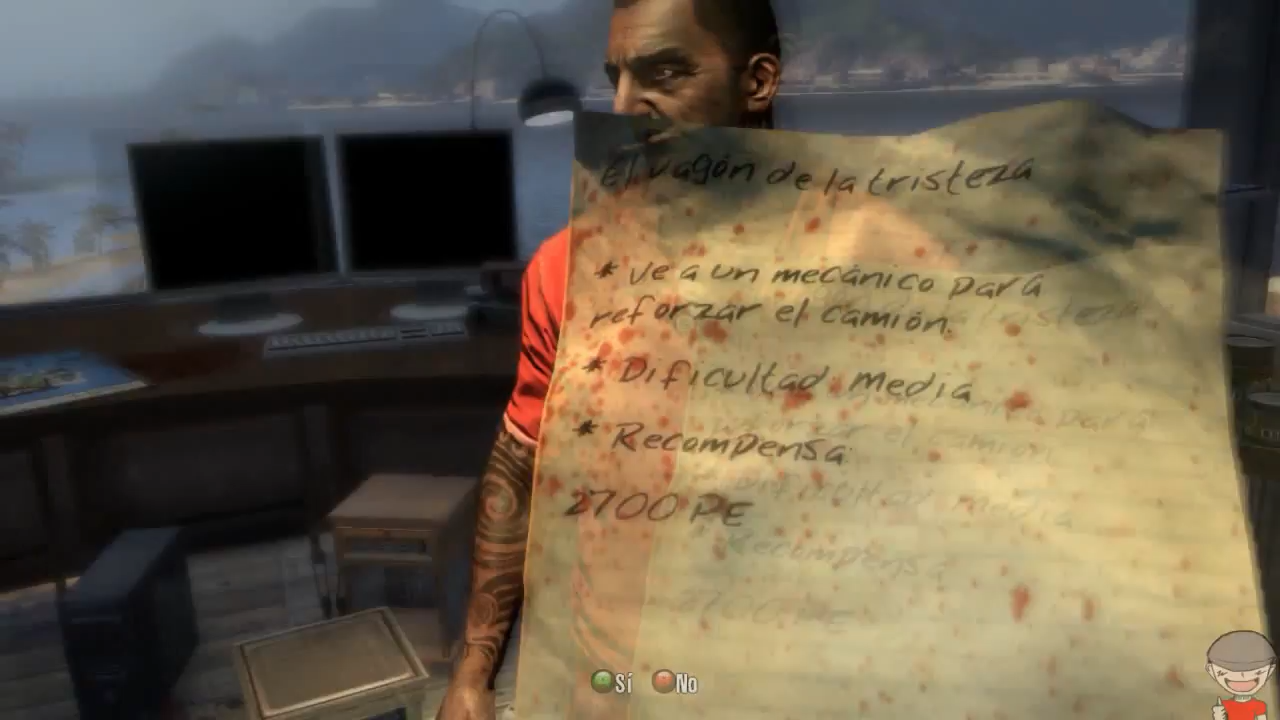 El vagón de la tristeza
* Ve a un mecánico para
reforzar el camión.
* Dificultad media
* Recompensa:
2700 PE
Sí No